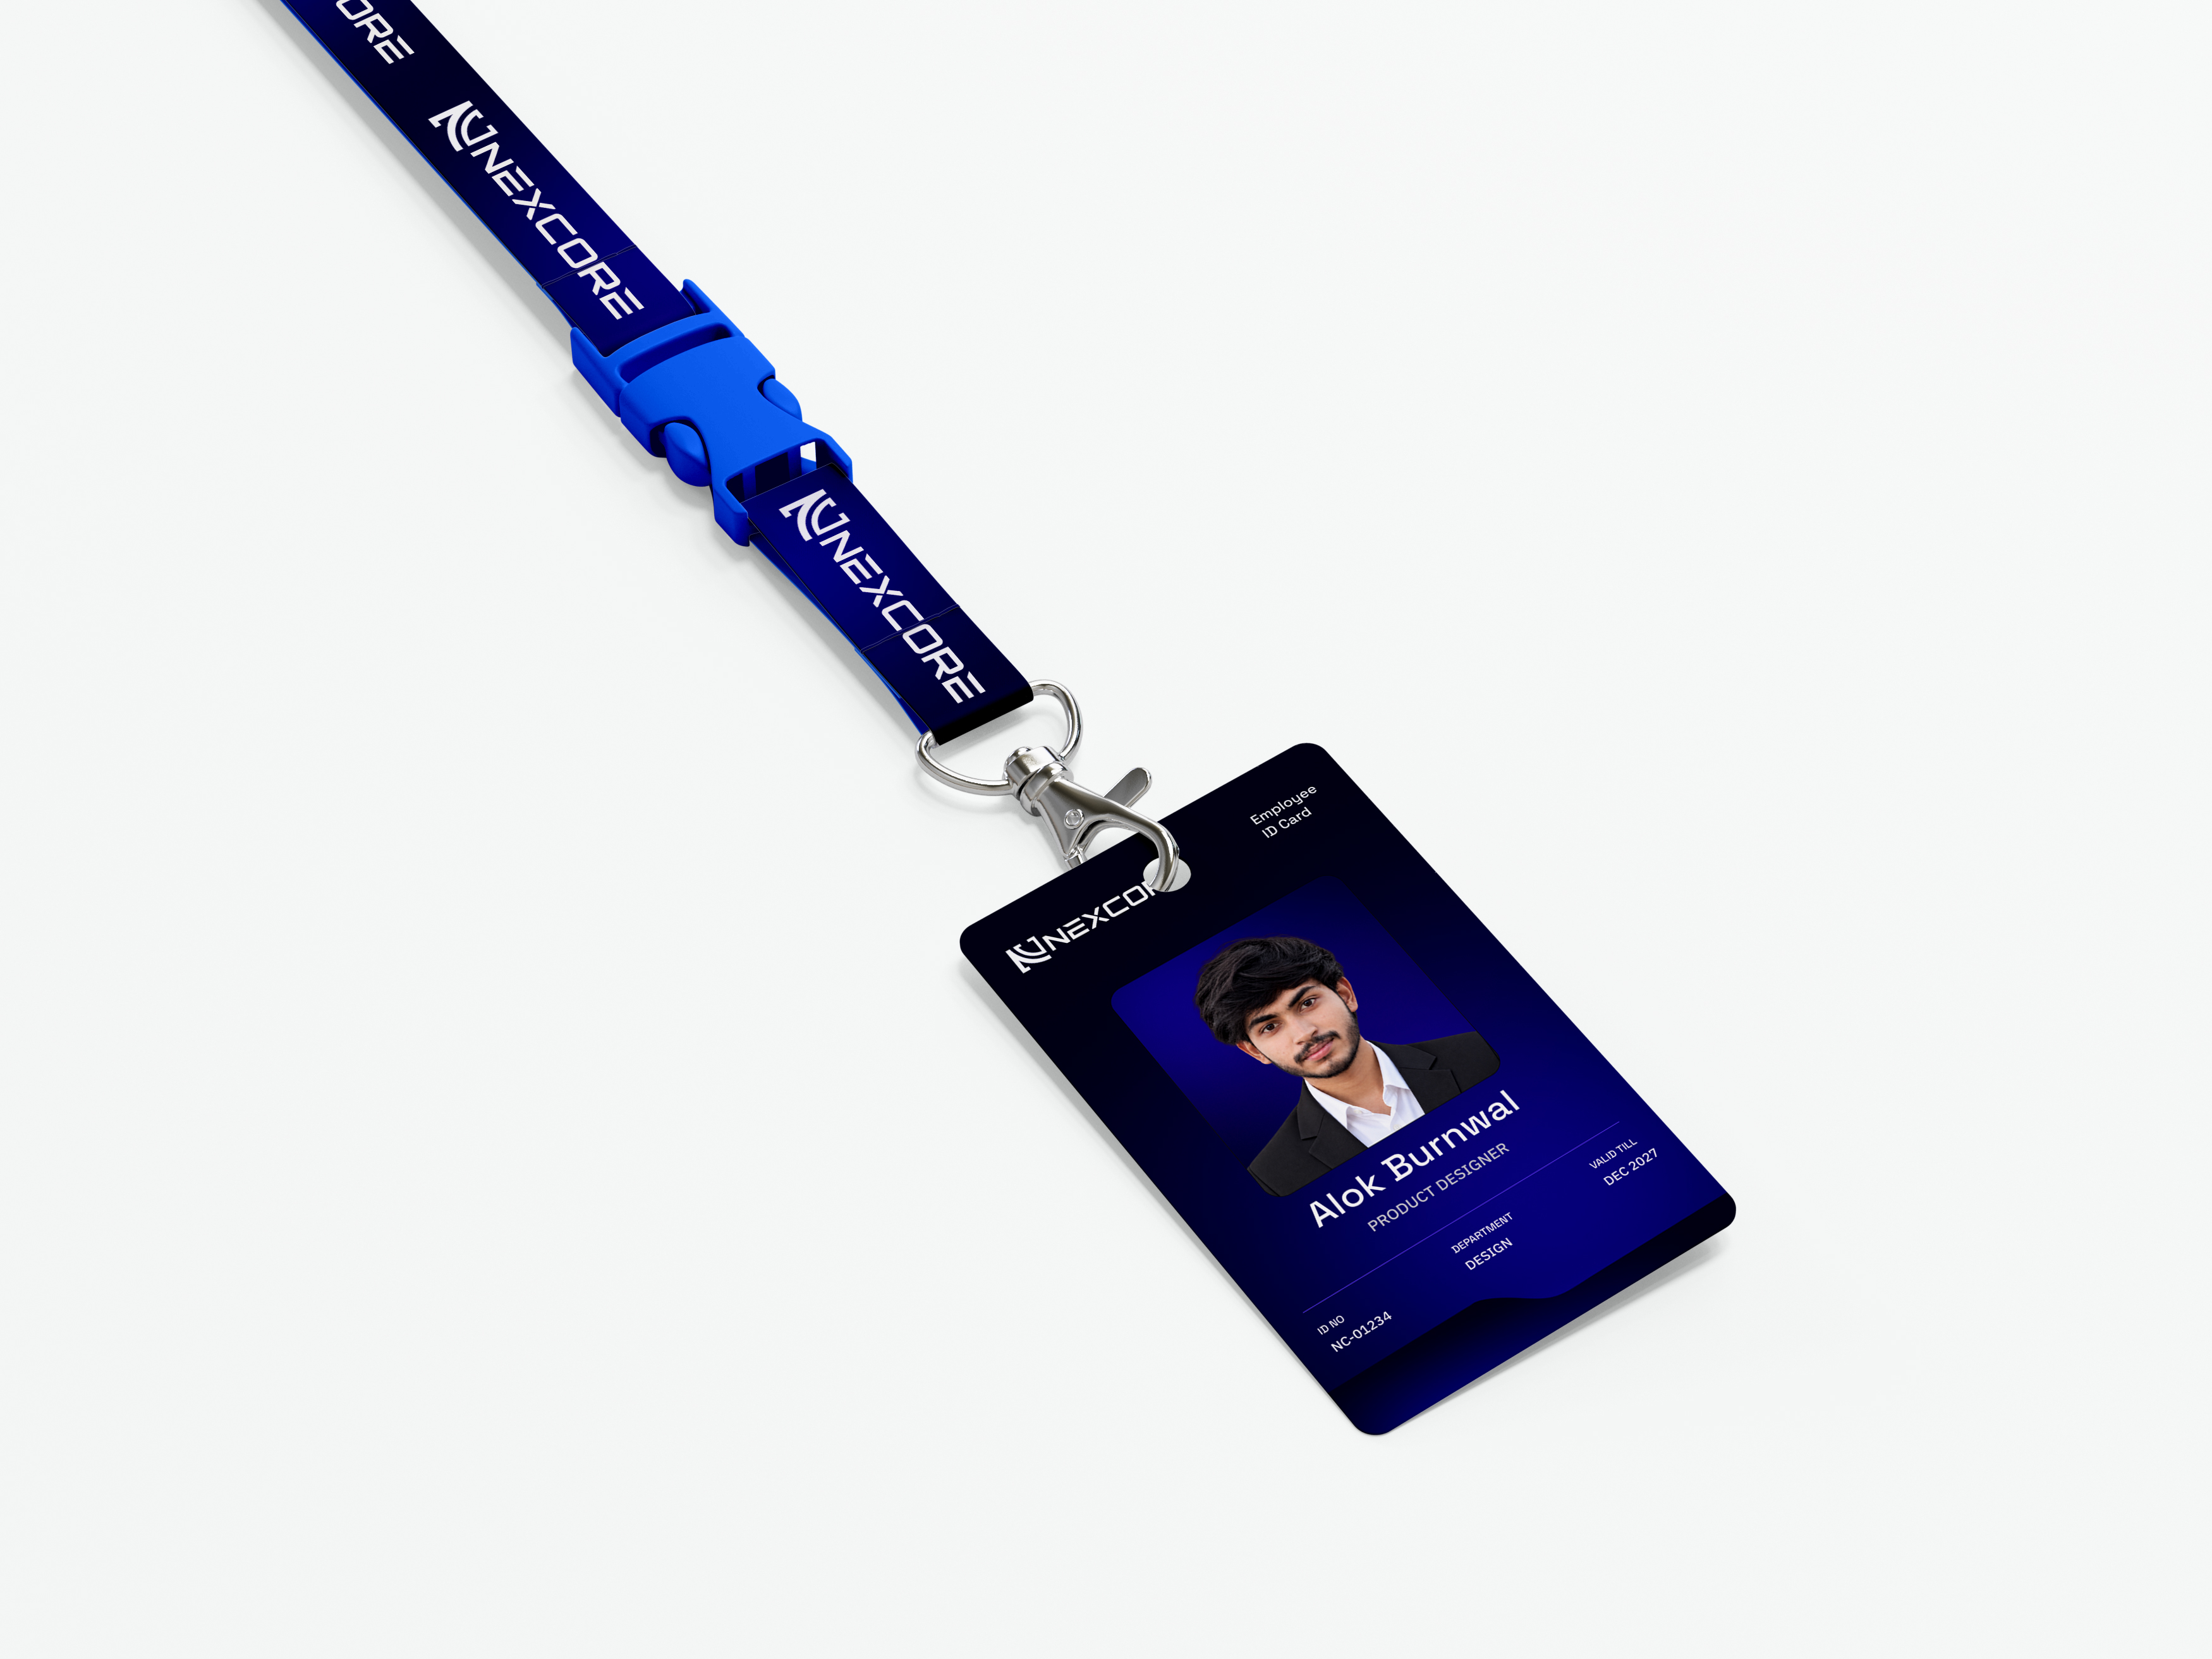 ORE
NEXCORE
NEXCORE
Employee
ID Card
NEXCOR
Alok Burnwal
PRODUCT DESIGNER
ID NO
NC-01234
DEPARTMENT
DESIGN
VALID TILL
DEC 2027